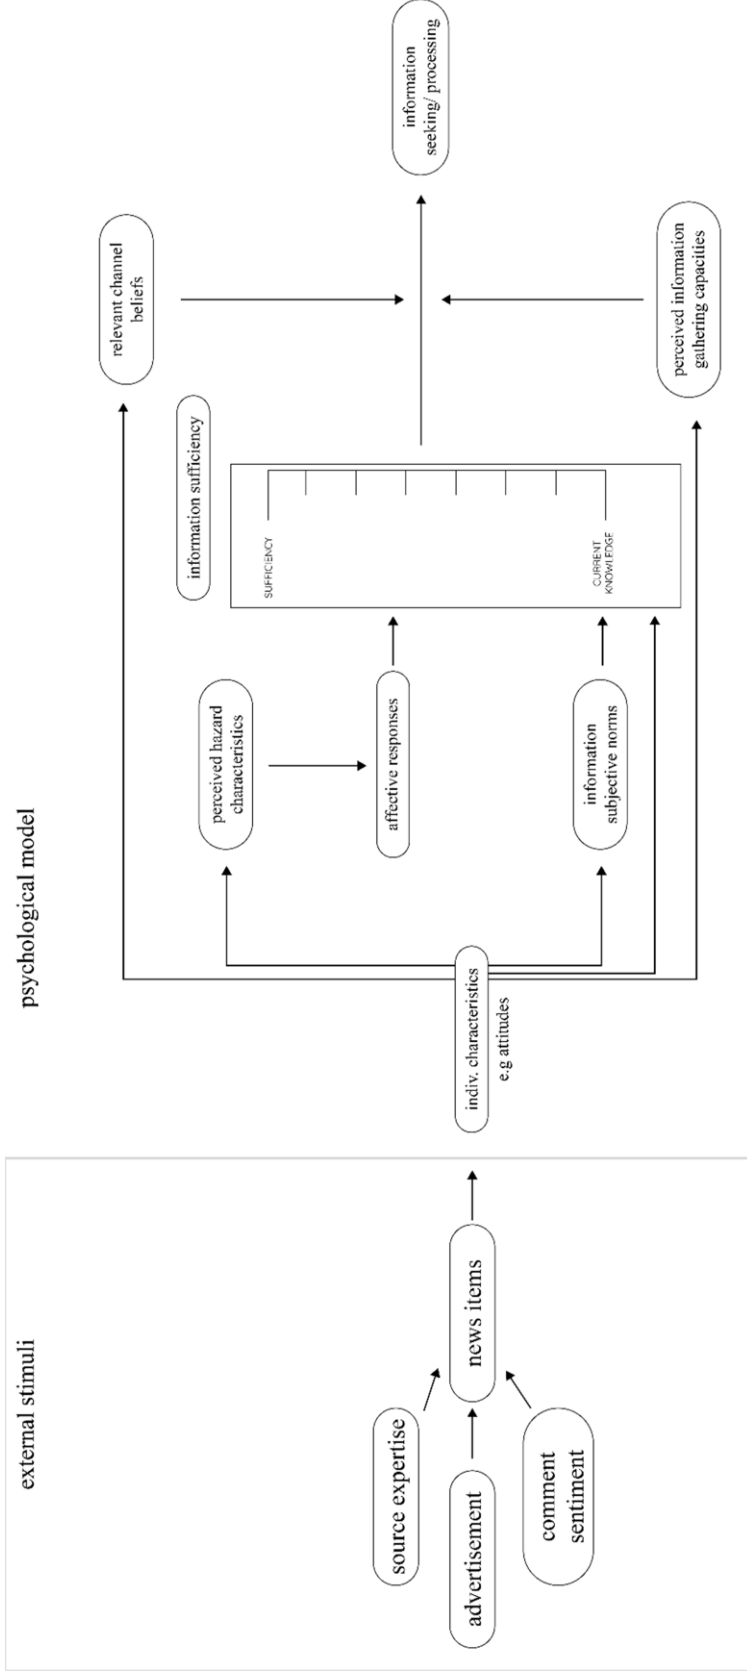 external stimuli
source expertise
advertisement
comment
sentiment
news items
psychological model
indiv. characteristics
e.g attitudes
perceived hazard
characteristics
affective responses
information
subjective norms
information sufficiency
SUFFICIENCY
CURRENT
KNOWLEDGE
relevant channel
beliefs
perceived information
gathering capacities
information
seeking/ processing